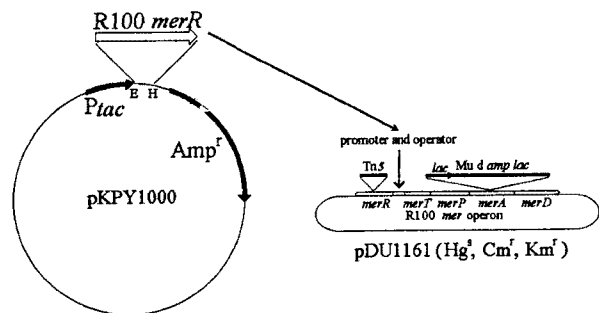 R100 merR
E H
Ptac
Amp^r
pKPY1000
promoter and operator
Tn5
lac Mu d amp lac
merR merT merP merA merD
R100 mer operon
pDU1161 (Hg^s, Cm^r, Km^r)